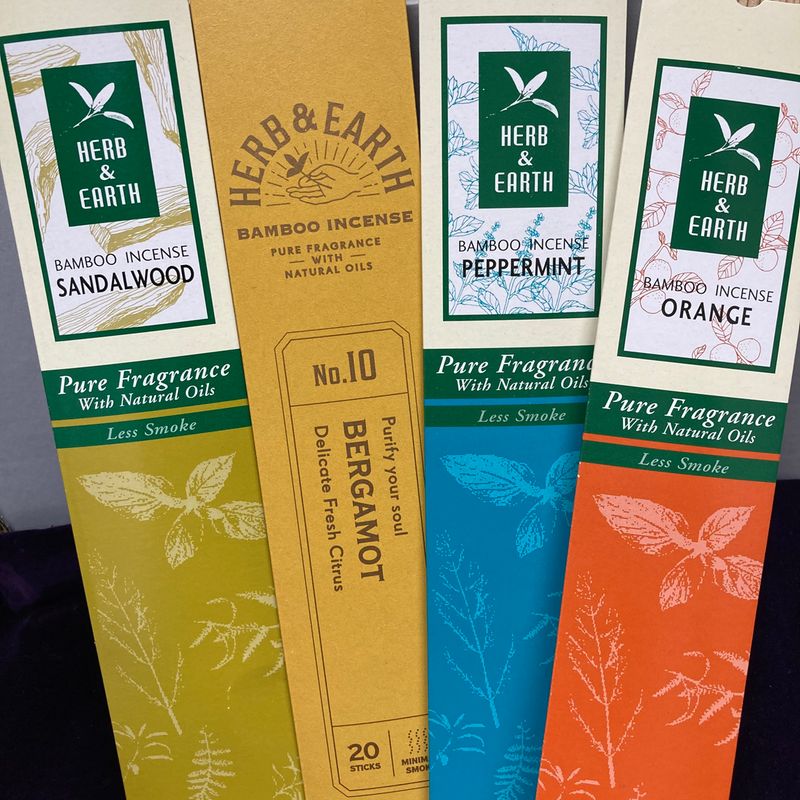 HERB
&
EARTH
BAMBOO INCENSE
SANDALWOOD
Pure Fragrance
With Natural Oils
Less Smoke
HERB & EARTH
BAMBOO INCENSE
PURE FRAGRANCE
WITH
NATURAL OILS
No.10
Purify your soul
BERGAMOT
Delicate Fresh Citrus
20
STICKS
HERB
&
EARTH
BAMBOO INCENSE
PEPPERMINT
Pure Fragranc
With Natural Oils
Less Smoke
HERB
&
EARTH
BAMBOO INCENSE
ORANGE
Pure Fragrance
With Natural Oils
Less Smoke